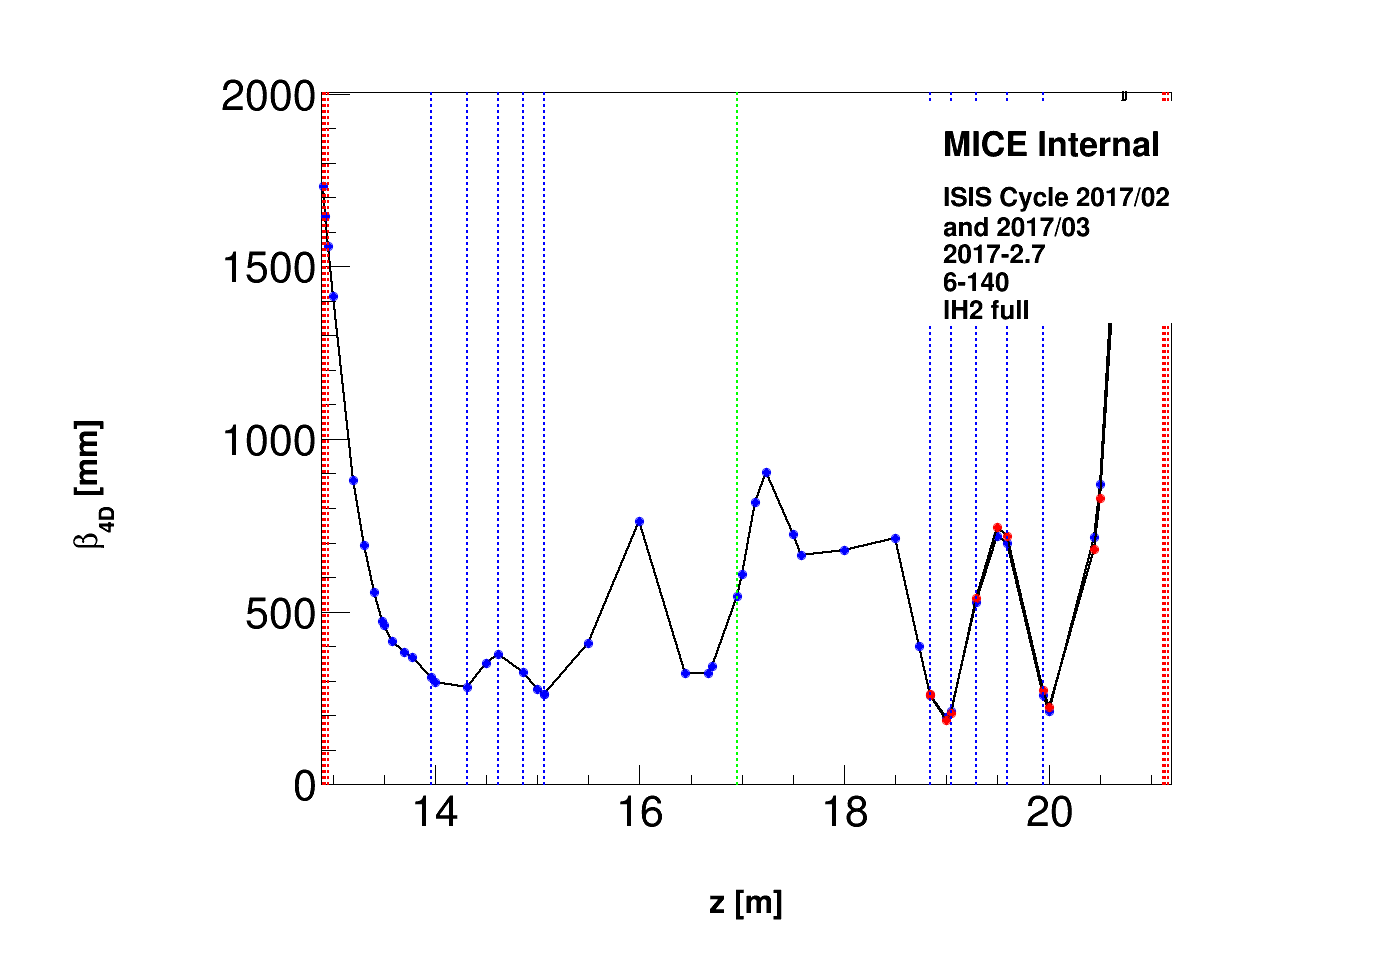 2000
1500
1000
500
0
14 16 18 20
β4D [mm]
z [m]
MICE Internal
ISIS Cycle 2017/02
and 2017/03
2017-2.7
6-140
lH2 full